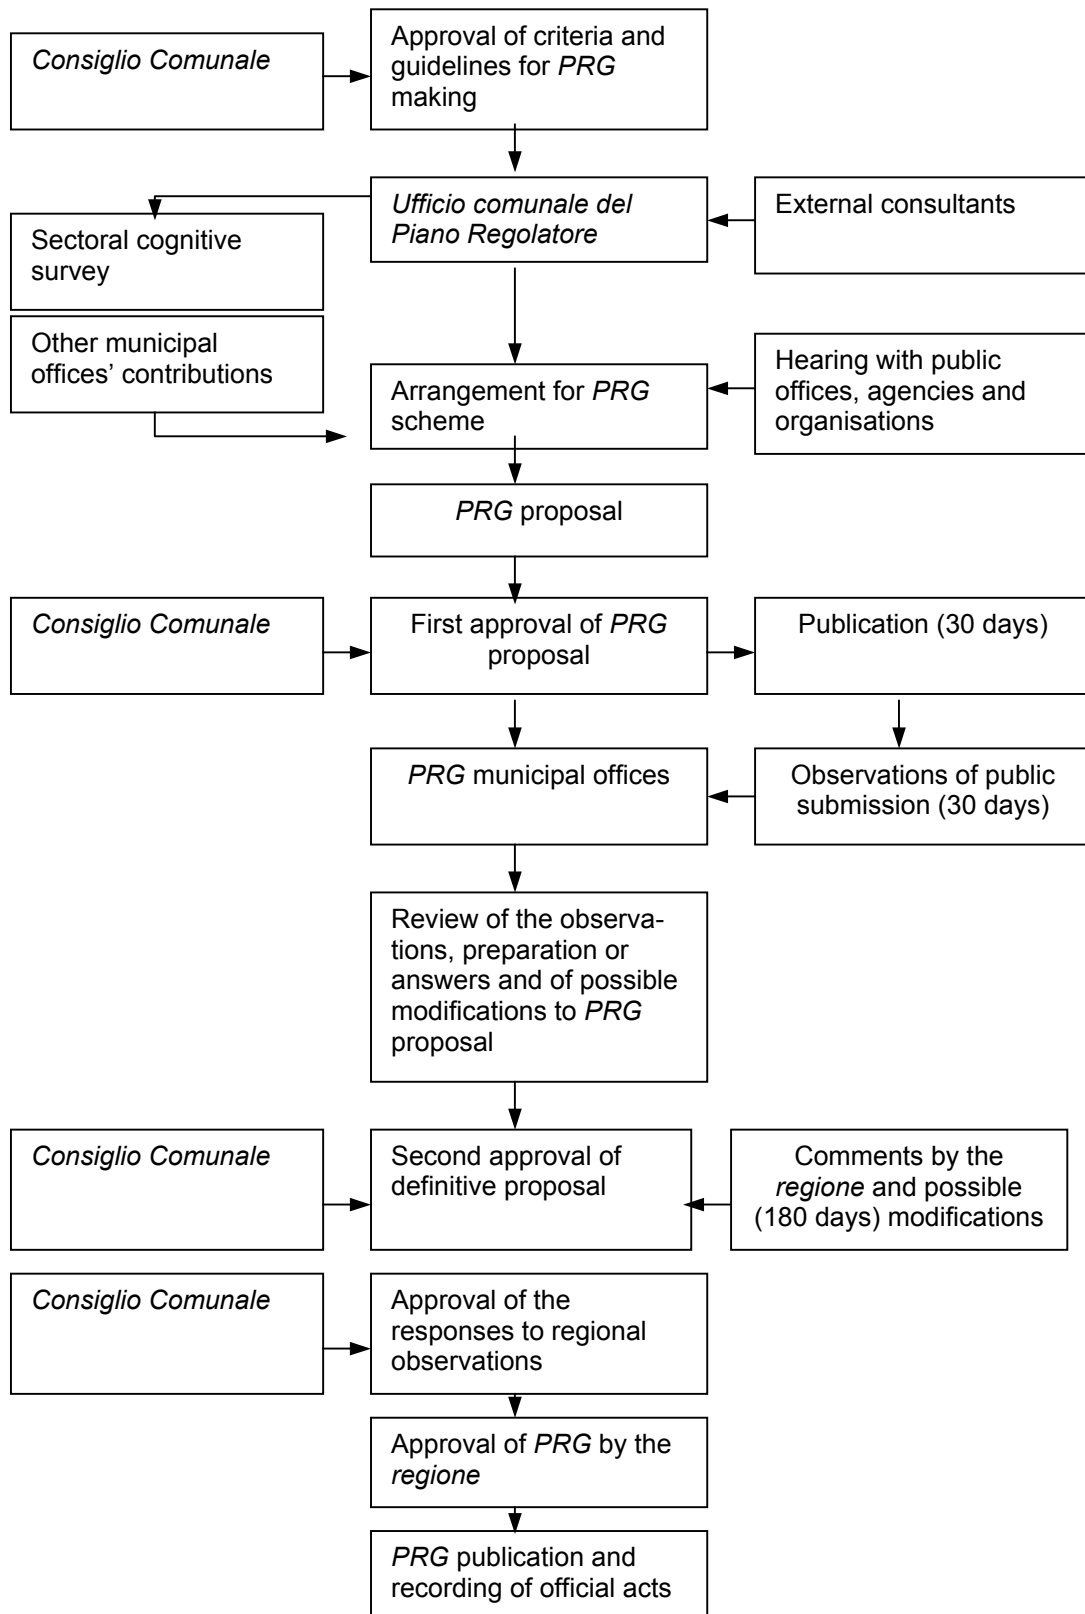 Consiglio Comunale
Approval of criteria and
guidelines for PRG
making
Ufficio comunale del
Piano Regolatore
External consultants
Sectoral cognitive
survey
Other municipal
offices’ contributions
Arrangement for PRG
scheme
Hearing with public
offices, agencies and
organisations
PRG proposal
Consiglio Comunale
First approval of PRG
proposal
Publication (30 days)
PRG municipal offices
Observations of public
submission (30 days)
Review of the observa-
tions, preparation or
answers and of possible
modifications to PRG
proposal
Consiglio Comunale
Second approval of
definitive proposal
Comments by the
regione and possible
(180 days) modifications
Consiglio Comunale
Approval of the
responses to regional
observations
Approval of PRG by the
regione
PRG publication and
recording of official acts